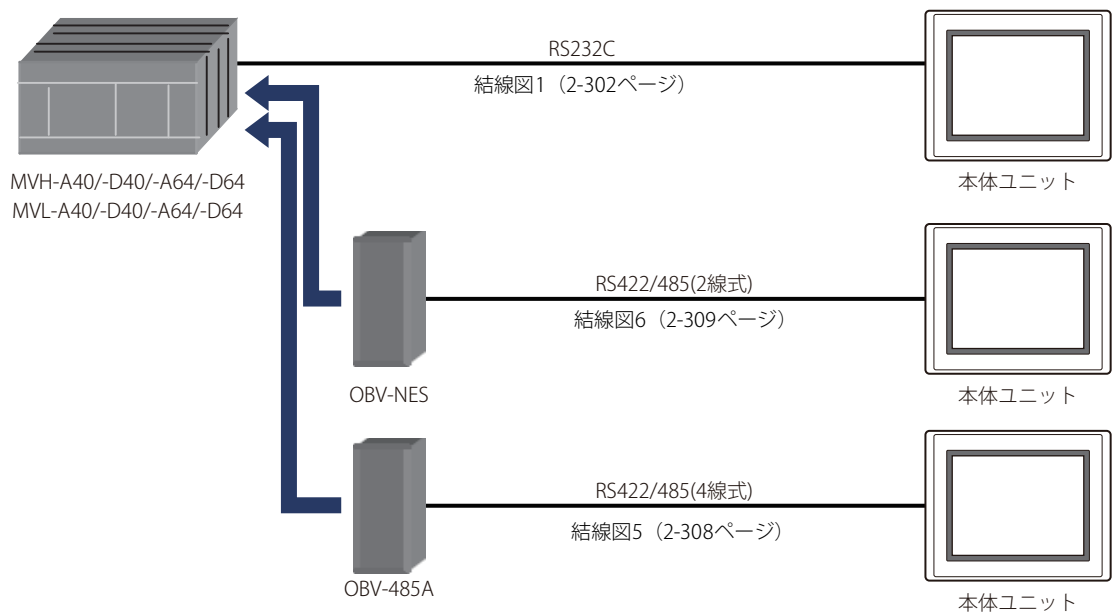 RS232C
結線図1（2-302ページ）
MVH-A40/-D40/-A64/-D64
MVL-A40/-D40/-A64/-D64
本体ユニット
RS422/485(2線式)
結線図6（2-309ページ）
OBV-NES
本体ユニット
RS422/485(4線式)
結線図5（2-308ページ）
OBV-485A
本体ユニット